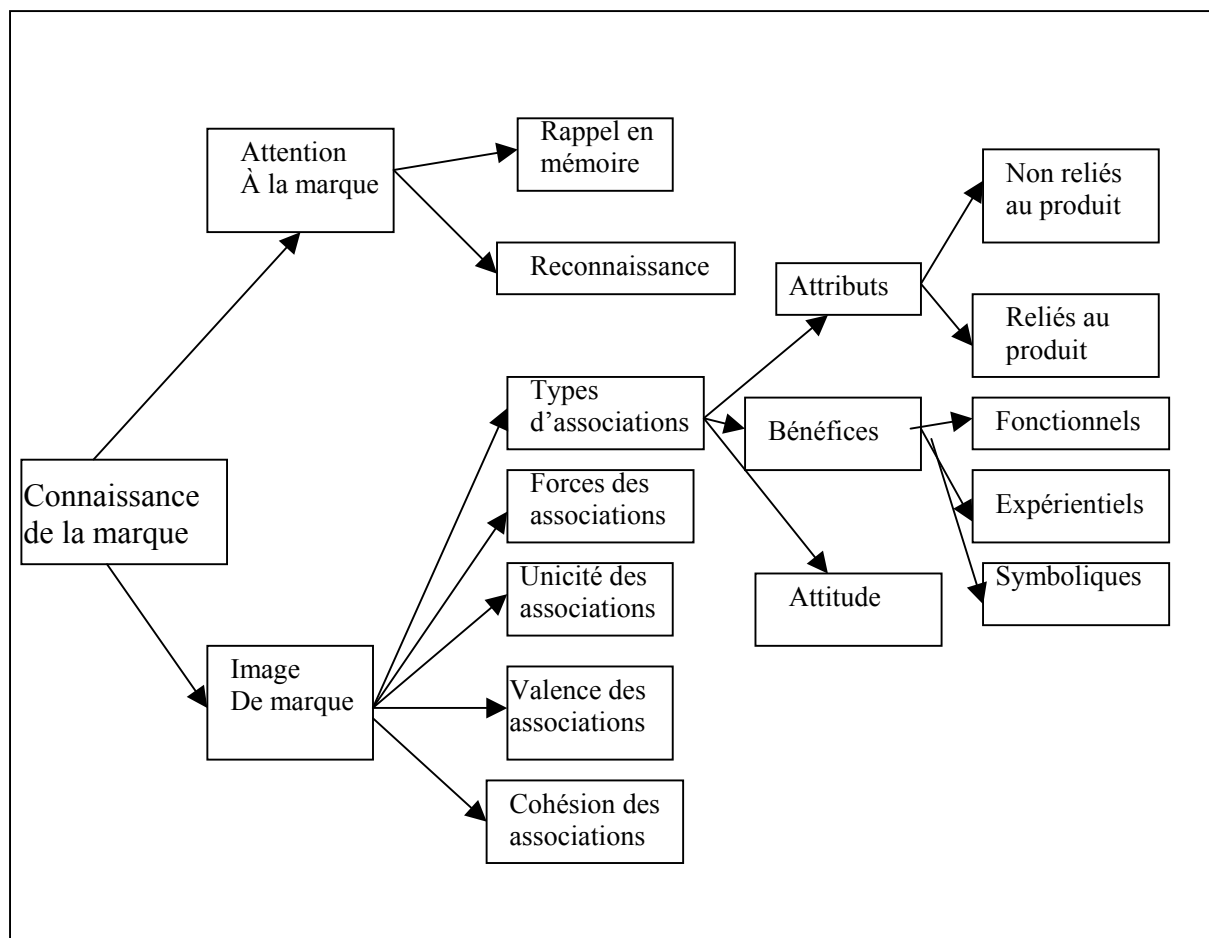 Attention
À la marque
Rappel en
mémoire
Reconnaissance
Non reliés
au produit
Attributs
Reliés au
produit
Types
d’associations
Bénéfices
Fonctionnels
Connaissance
de la marque
Forces des
associations
Expérientiels
Unicité des
associations
Attitude
Symboliques
Image
De marque
Valence des
associations
Cohésion des
associations